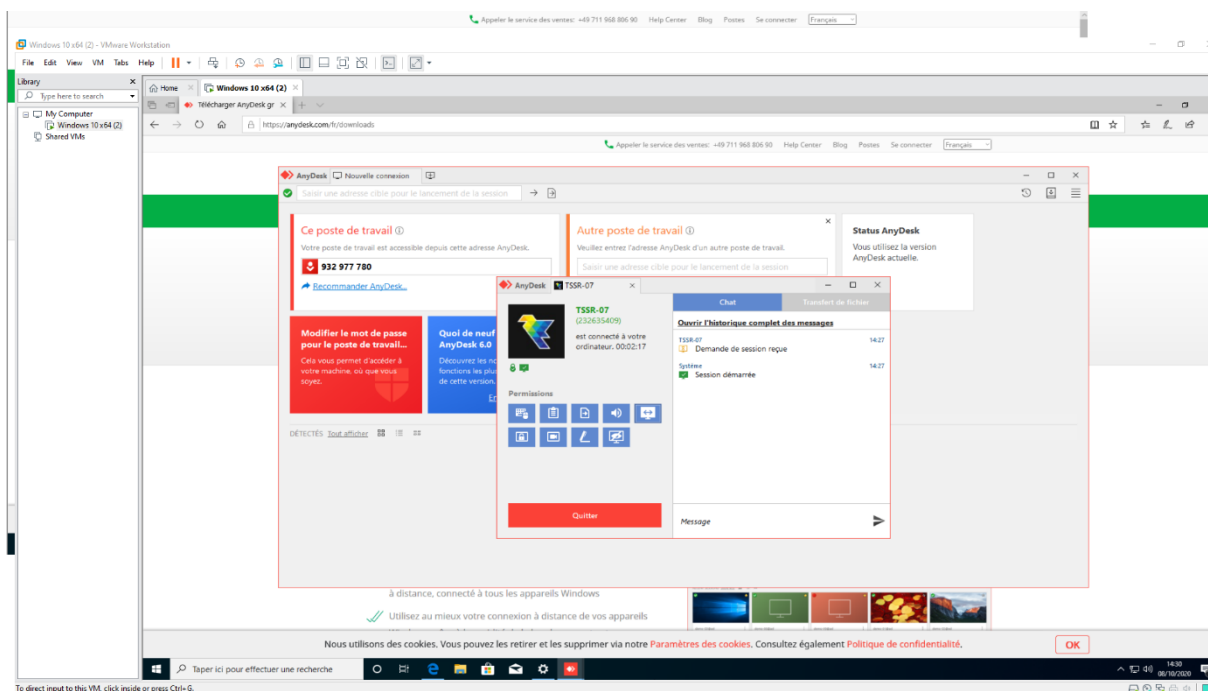 Appeler le service des ventes: +49 711 968 806 90 Help Center Blog Postes Se connecter Français
Windows 10 x64 (2) - VMware Workstation
File Edit View VM Tabs Help
Library
Type here to search
My Computer
Windows 10 x64 (2)
Shared VMs
Home
Windows 10 x64 (2)
Télécharger AnyDesk gr
https://anydesk.com/fr/downloads
Appeler le service des ventes: +49 711 968 806 90 Help Center Blog Postes Se connecter Français
AnyDesk Nouvelle connexion
Saisir une adresse cible pour le lancement de la session
Ce poste de travail
Votre poste de travail est accessible depuis cette adresse AnyDesk.
932 977 780
Recommander AnyDesk...
Autre poste de travail
Veuillez entrez l'adresse AnyDesk d'un autre poste de travail.
Saisir une adresse cible pour le lancement de la session
Status AnyDesk
Vous utilisez la version
AnyDesk actuelle.
Modifier le mot de passe
pour le poste de travail...
Cela vous permet d'accéder à
votre machine, où que vous
soyez.
Quoi de neuf
AnyDesk 6.0
Découvrez les
fonctions les plu
de cette version.
DÉTECTÉS Tout afficher
AnyDesk TSSR-07
TSSR-07
(232635409)
est connecté à votre
ordinateur. 00:02:17
Permissions
Quitter
Chat Transfert de fichier
Ouvrir l'historique complet des messages
TSSR-07 14:27
Demande de session reçue
Système 14:27
Session démarrée
Message
à distance, connecté à tous les appareils Windows
Utilisez au mieux votre connexion à distance de vos appareils
Nous utilisons des cookies. Vous pouvez les retirer et les supprimer via notre Paramètres des cookies. Consultez également Politique de confidentialité. OK
Taper ici pour effectuer une recherche
14:30
08/10/2020
To direct input to this VM, click inside or press Ctrl+G.